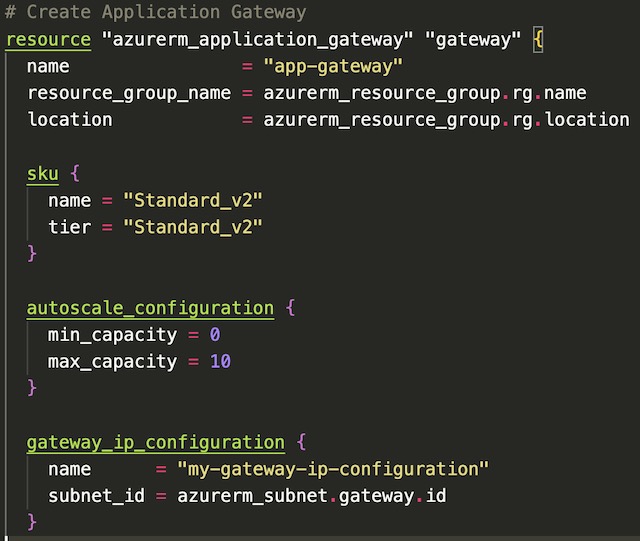 # Create Application Gateway
resource "azurerm_application_gateway" "gateway" {
  name                = "app-gateway"
  resource_group_name = azurerm_resource_group.rg.name
  location            = azurerm_resource_group.rg.location

  sku {
    name = "Standard_v2"
    tier = "Standard_v2"
  }

  autoscale_configuration {
    min_capacity = 0
    max_capacity = 10
  }

  gateway_ip_configuration {
    name      = "my-gateway-ip-configuration"
    subnet_id = azurerm_subnet.gateway.id
  }